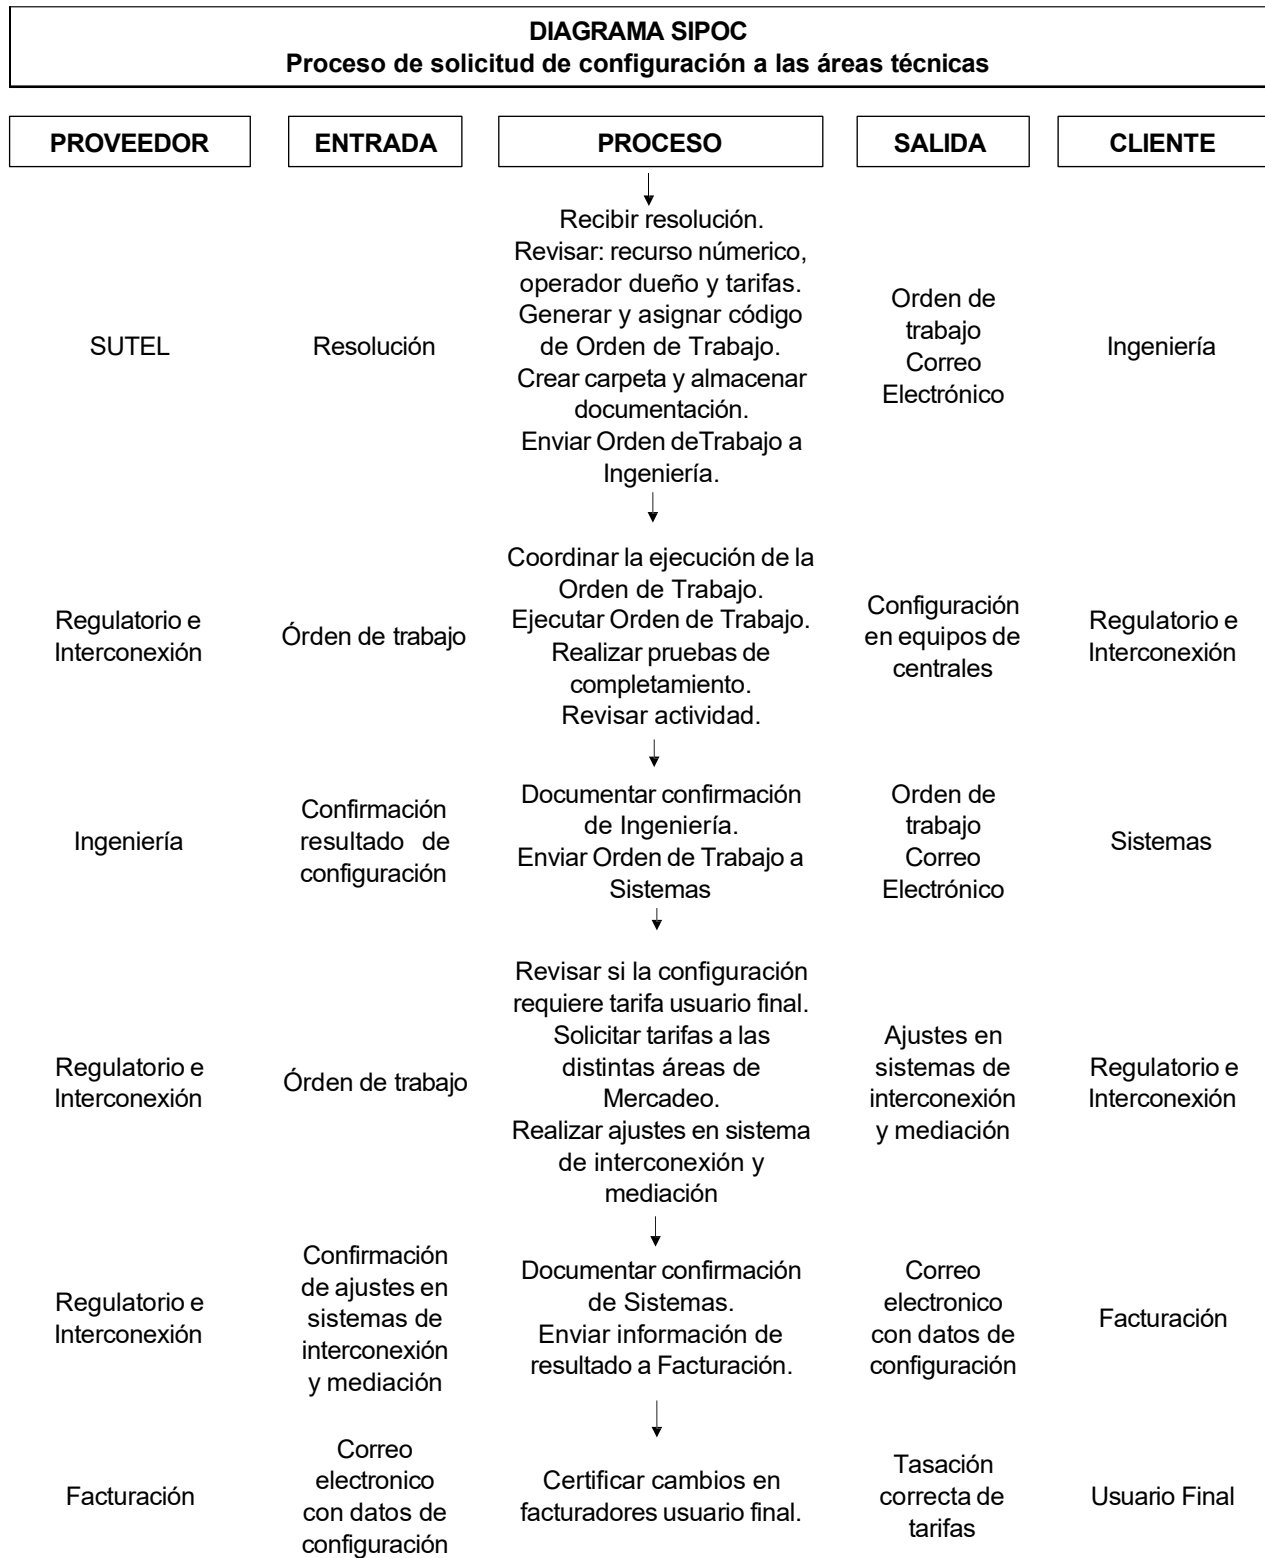 DIAGRAMA SIPOC
Proceso de solicitud de configuración a las áreas técnicas
PROVEEDOR
ENTRADA
PROCESO
SALIDA
CLIENTE
SUTEL
Resolución
Recibir resolución.
Revisar: recurso númerico,
operador dueño y tarifas.
Generar y asignar código
de Orden de Trabajo.
Crear carpeta y almacenar
documentación.
Enviar Orden deTrabajo a
Ingeniería.
Orden de
trabajo
Correo
Electrónico
Ingeniería
Regulatorio e
Interconexión
Órden de trabajo
Coordinar la ejecución de la
Orden de Trabajo.
Ejecutar Orden de Trabajo.
Realizar pruebas de
completamiento.
Revisar actividad.
Configuración
en equipos de
centrales
Regulatorio e
Interconexión
Ingeniería
Confirmación
resultado de
configuración
Documentar confirmación
de Ingeniería.
Enviar Orden de Trabajo a
Sistemas
Orden de
trabajo
Correo
Electrónico
Sistemas
Regulatorio e
Interconexión
Órden de trabajo
Revisar si la configuración
requiere tarifa usuario final.
Solicitar tarifas a las
distintas áreas de
Mercadeo.
Realizar ajustes en sistema
de interconexión y
mediación
Ajustes en
sistemas de
interconexión
y mediación
Regulatorio e
Interconexión
Regulatorio e
Interconexión
Confirmación
de ajustes en
sistemas de
interconexión
y mediación
Documentar confirmación
de Sistemas.
Enviar información de
resultado a Facturación.
Correo
electronico
con datos de
configuración
Facturación
Facturación
Correo
electronico
con datos de
configuración
Certificar cambios en
facturadores usuario final.
Tasación
correcta de
tarifas
Usuario Final